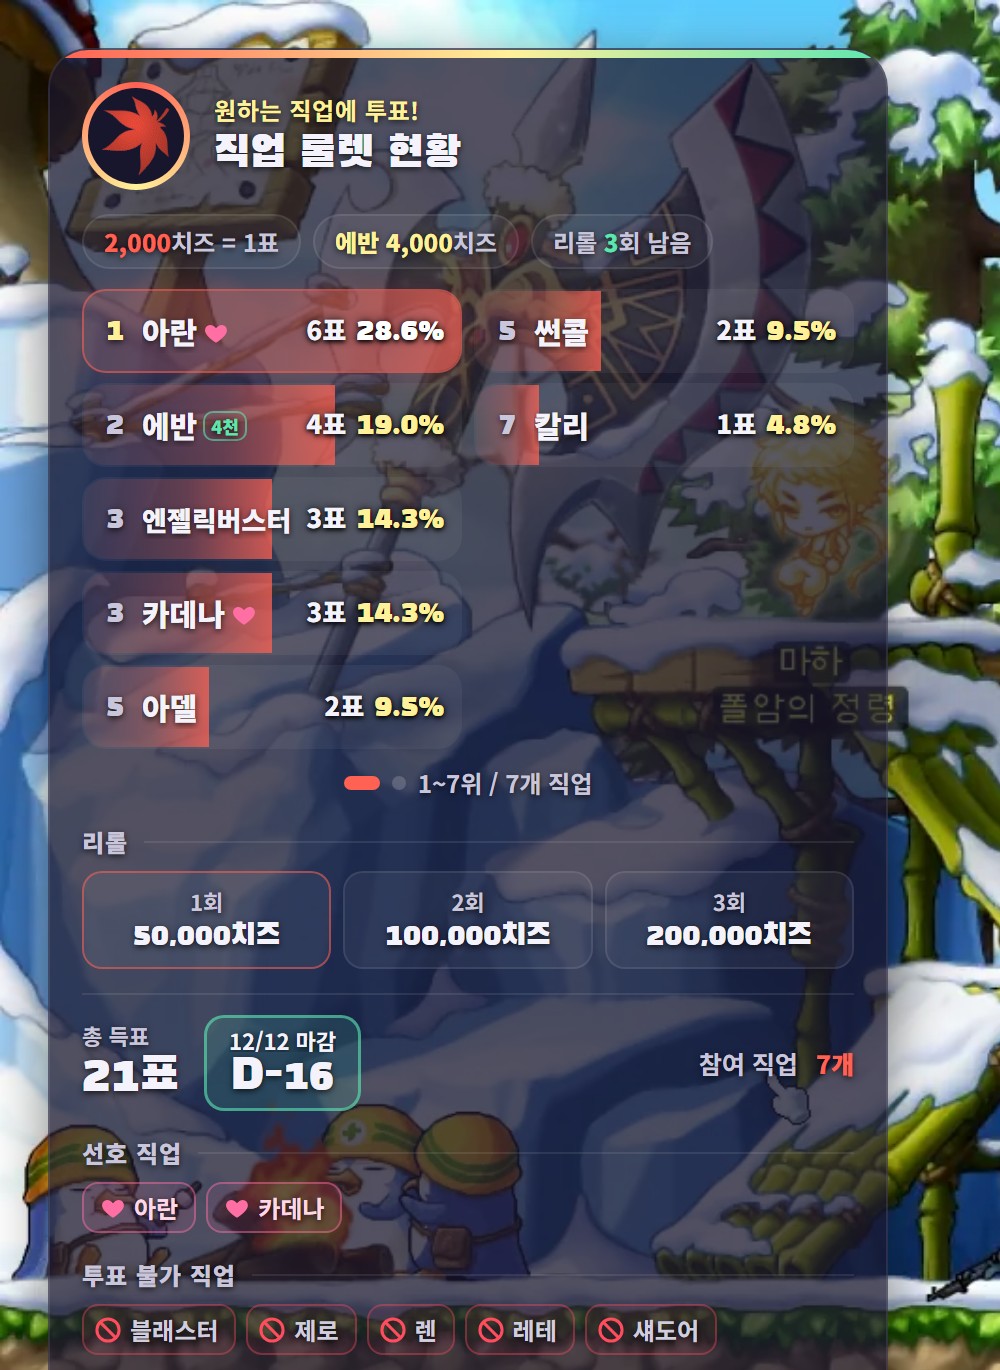 원하는 직업에 투표!
직업 룰렛 현황
2,000치즈 = 1표
에반 4,000치즈
리롤 3회 남음
1 아란 6표 28.6%
2 에반 4천 4표 19.0%
3 엔젤릭버스터 3표 14.3%
3 카데나 3표 14.3%
5 아델 2표 9.5%
5 썬콜 2표 9.5%
7 칼리 1표 4.8%
마하
폴암의 정령
1~7위 / 7개 직업
리롤
1회
50,000치즈
2회
100,000치즈
3회
200,000치즈
총 득표
21표
12/12 마감
D-16
참여 직업 7개
선호 직업
아란
카데나
투표 불가 직업
블래스터
제로
렌
레테
섀도어